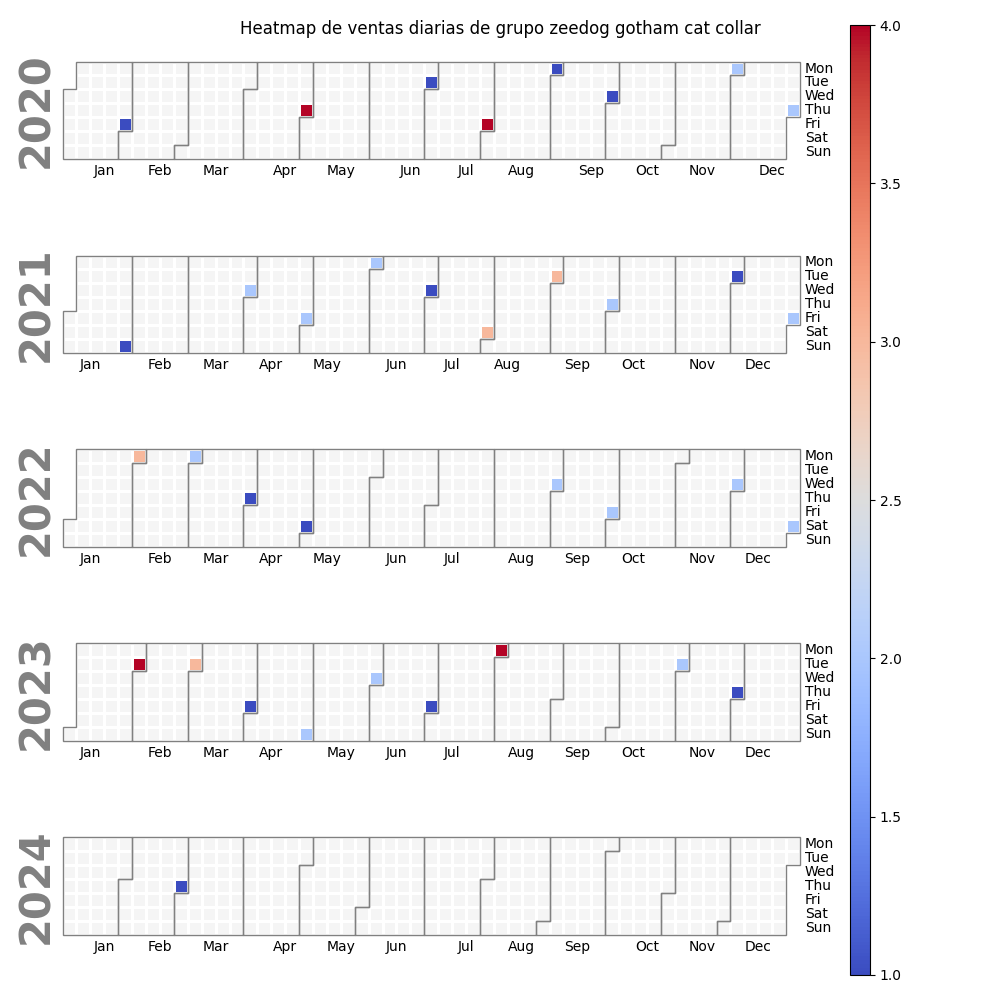 Heatmap de ventas diarias de grupo zeedog gotham cat collar
2020
Mon
Tue
Wed
Thu
Fri
Sat
Sun
Jan Feb Mar Apr May Jun Jul Aug Sep Oct Nov Dec
2021
Mon
Tue
Wed
Thu
Fri
Sat
Sun
Jan Feb Mar Apr May Jun Jul Aug Sep Oct Nov Dec
2022
Mon
Tue
Wed
Thu
Fri
Sat
Sun
Jan Feb Mar Apr May Jun Jul Aug Sep Oct Nov Dec
2023
Mon
Tue
Wed
Thu
Fri
Sat
Sun
Jan Feb Mar Apr May Jun Jul Aug Sep Oct Nov Dec
2024
Mon
Tue
Wed
Thu
Fri
Sat
Sun
Jan Feb Mar Apr May Jun Jul Aug Sep Oct Nov Dec
4.0
3.5
3.0
2.5
2.0
1.5
1.0